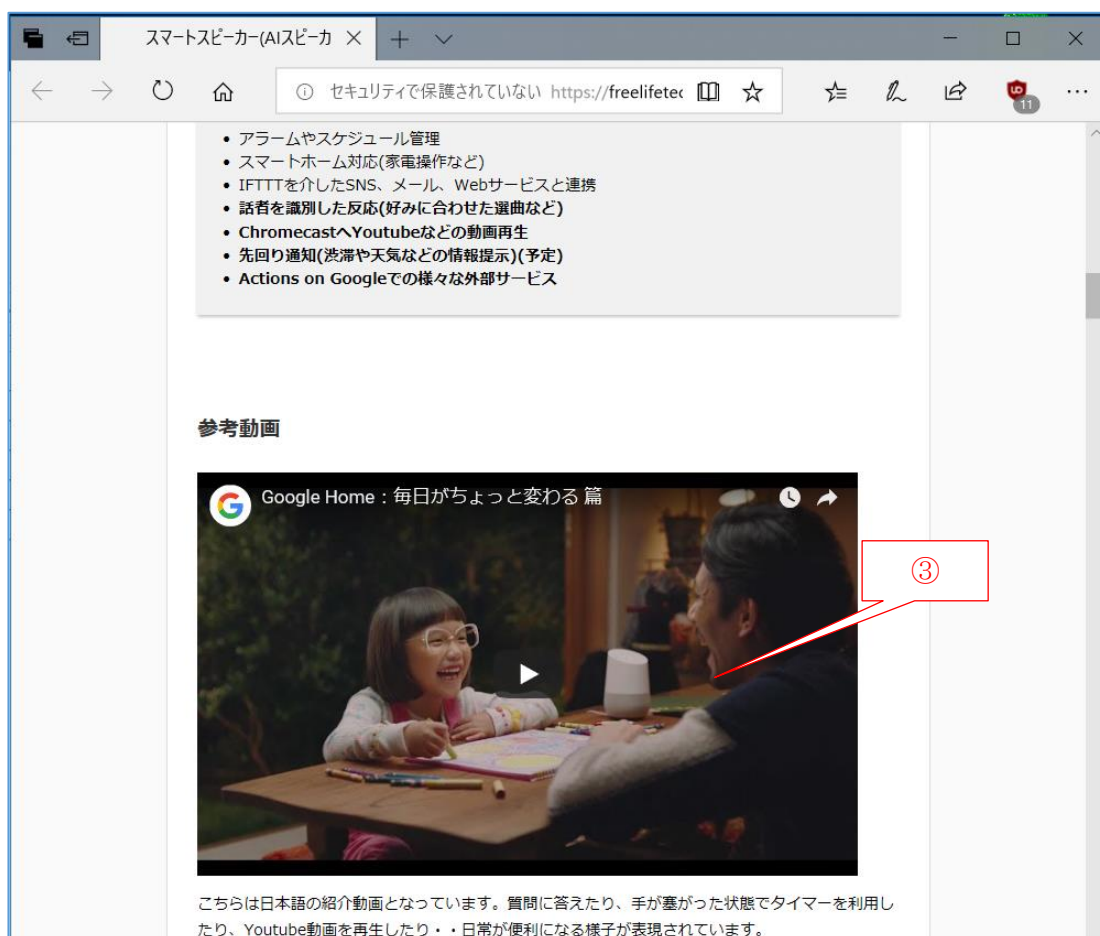 スマートスピーカー(AIスピーカ
セキュリティで保護されていない https://freelifetec
11
• アラームやスケジュール管理
• スマートホーム対応(家電操作など)
• IFTTTを介したSNS、メール、Webサービスと連携
• 話者を識別した反応(好みに合わせた選曲など)
• ChromecastへYoutubeなどの動画再生
• 先回り通知(渋滞や天気などの情報提示)(予定)
• Actions on Googleでの様々な外部サービス
参考動画
Google Home：毎日がちょっと変わる 篇
③
こちらは日本語の紹介動画となっています。質問に答えたり、手が塞がった状態でタイマーを利用し
たり、Youtube動画を再生したり・・日常が便利になる様子が表現されています。